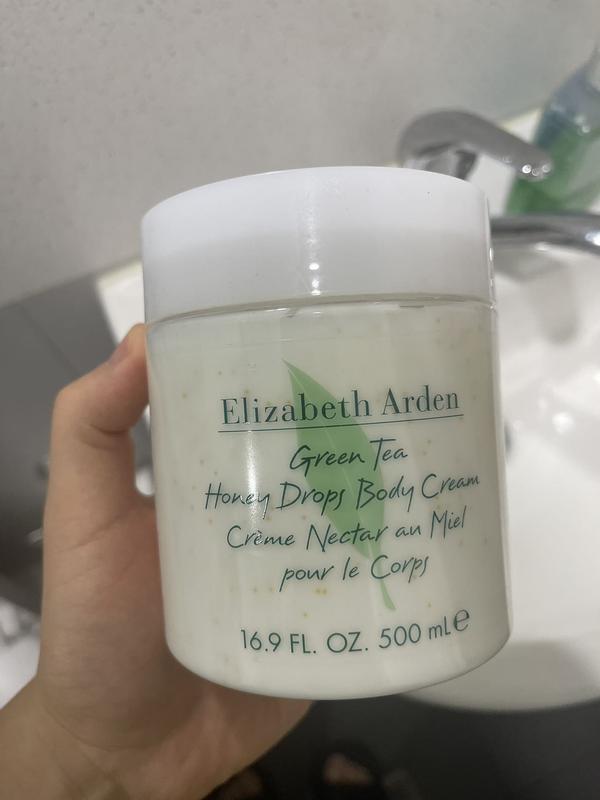 Elizabeth Arden
Green Tea
Honey Drops Body Cream
Crème Nectar au Miel
pour le Corps
16.9 FL. OZ. 500 mL e